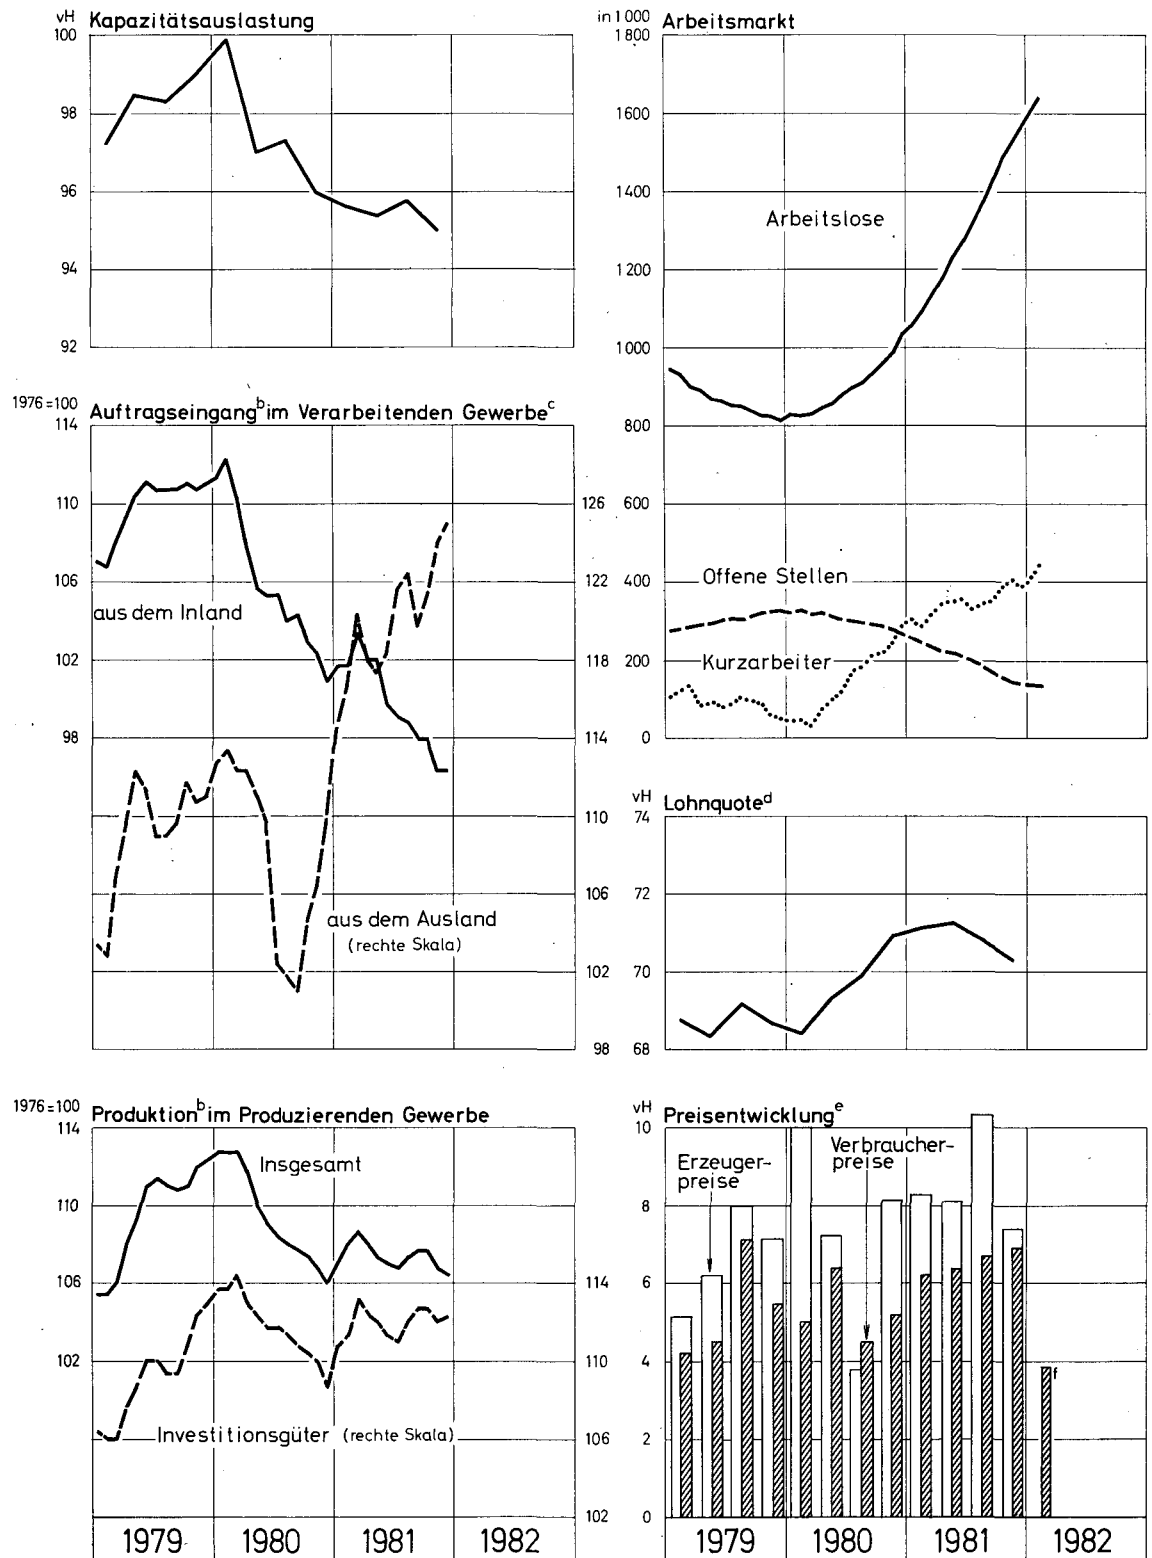 vH Kapazitätsauslastung
100
98
96
94
92
1976=100
Auftragseingang^b im Verarbeitenden Gewerbe^c
114
110
106
102
98
126
122
118
114
110
106
102
98
aus dem Inland
aus dem Ausland
(rechte Skala)
1976=100
Produktion^b im Produzierenden Gewerbe
114
110
106
102
114
110
106
102
Insgesamt
Investitionsgüter (rechte Skala)
1979 1980 1981 1982
in 1000 Arbeitsmarkt
1800
1600
1400
1200
1000
800
600
400
200
0
Arbeitslose
Offene Stellen
Kurzarbeiter
vH Lohnquote^d
74
72
70
68
vH Preisentwicklung^e
10
8
6
4
2
0
Erzeuger-
preise
Verbraucher-
preise
f
1979 1980 1981 1982